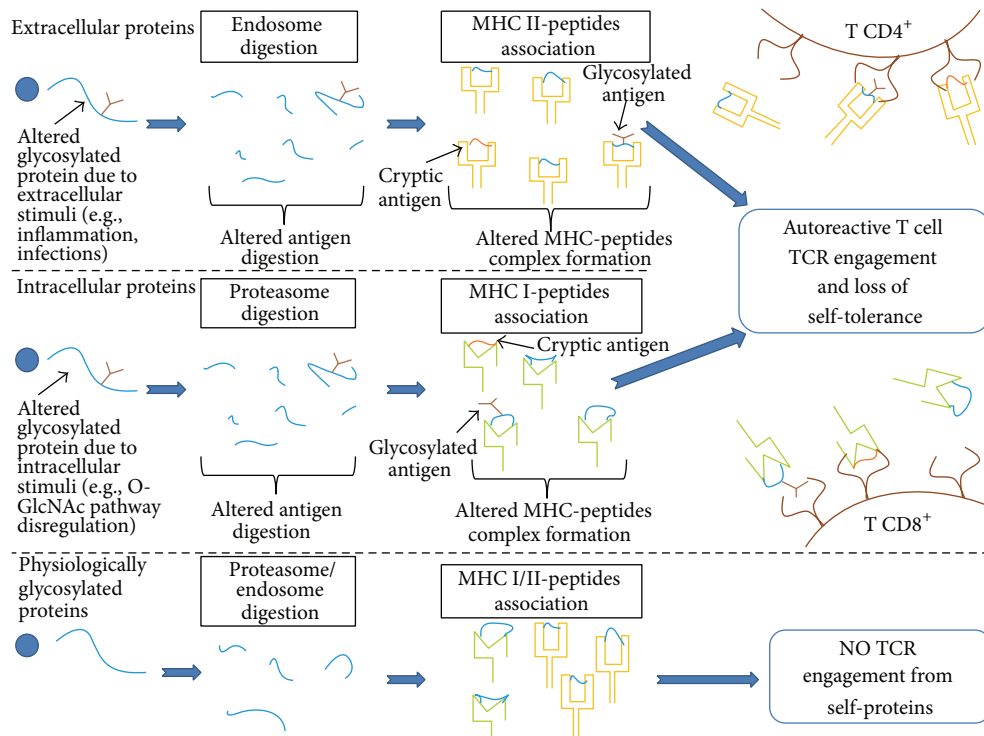 Extracellular proteins
Endosome
digestion
MHC II-peptides
association
T CD4+
Glycosylated
antigen
Altered
glycosylated
protein due to
extracellular
stimuli (e.g.,
inflammation,
infections)
Cryptic
antigen
Altered antigen
digestion
Altered MHC-peptides
complex formation
Autoreactive T cell
TCR engagement
and loss of
self-tolerance
Intracellular proteins
Proteasome
digestion
MHC I-peptides
association
Cryptic antigen
Altered
glycosylated
protein due to
intracellular
stimuli (e.g., O-
GlcNAc pathway
disregulation)
Glycosylated
antigen
Altered antigen
digestion
Altered MHC-peptides
complex formation
T CD8+
Physiologically
glycosylated
proteins
Proteasome/
endosome
digestion
MHC I/II-peptides
association
NO TCR
engagement from
self-proteins